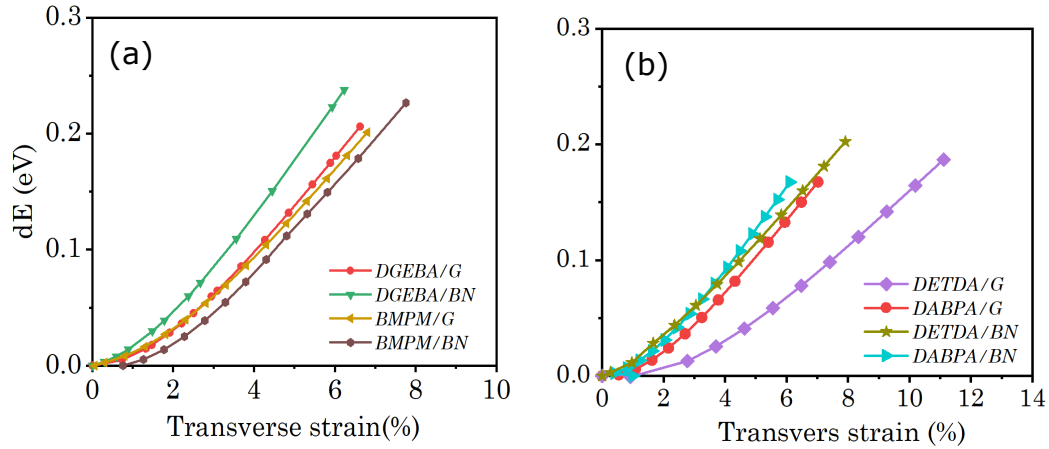 (a)
dE (eV)
0.3
0.2
0.1
0.0
0
2
4
6
8
10
Transverse strain(%)
DGEBA/G
DGEBA/BN
BMPM/G
BMPM/BN
(b)
0.3
0.2
0.1
0.0
0
2
4
6
8
10
12
14
Transvers strain (%)
DETDA/G
DABPA/G
DETDA/BN
DABPA/BN